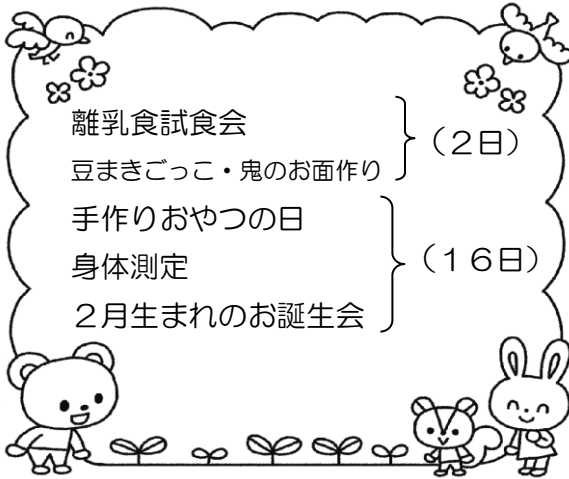 離乳食試食会
豆まきごっこ・鬼のお面作り
(2日)
手作りおやつの日
身体測定
2月生まれのお誕生会
(16日)